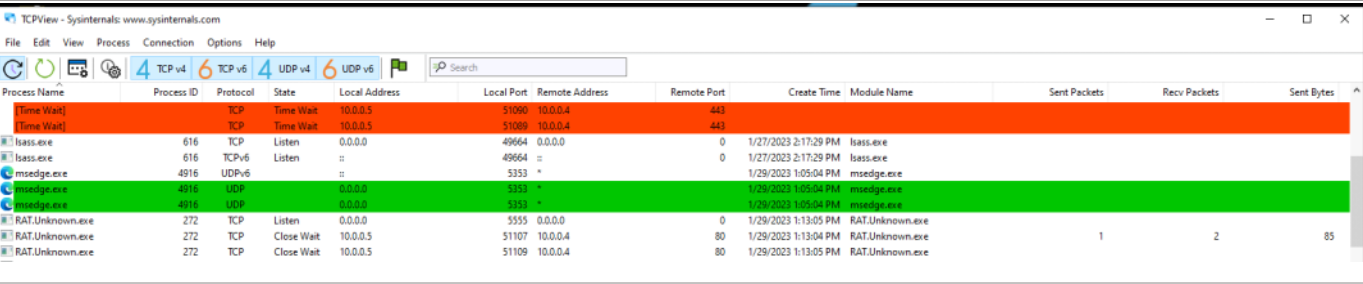 TCPView - Sysinternals: www.sysinternals.com
File Edit View Process Connection Options Help
4 TCP v4 6 TCP v6 4 UDP v4 6 UDP v6 Search
Process Name Process ID Protocol State Local Address Local Port Remote Address Remote Port Create Time Module Name Sent Packets Recv Packets Sent Bytes
[Time Wait] TCP Time Wait 10.0.0.5 51090 10.0.0.4 443
[Time Wait] TCP Time Wait 10.0.0.5 51089 10.0.0.4 443
lsass.exe 616 TCP Listen 0.0.0.0 49664 0.0.0.0 0 1/27/2023 2:17:29 PM lsass.exe
lsass.exe 616 TCPv6 Listen :: 49664 :: 0 1/27/2023 2:17:29 PM lsass.exe
msedge.exe 4916 UDPv6 :: 5353 * 1/29/2023 1:05:04 PM msedge.exe
msedge.exe 4916 UDP 0.0.0.0 5353 * 1/29/2023 1:05:04 PM msedge.exe
msedge.exe 4916 UDP 0.0.0.0 5353 * 1/29/2023 1:05:04 PM msedge.exe
RAT.Unknown.exe 272 TCP Listen 0.0.0.0 5555 0.0.0.0 0 1/29/2023 1:13:05 PM RAT.Unknown.exe
RAT.Unknown.exe 272 TCP Close Wait 10.0.0.5 51107 10.0.0.4 80 1/29/2023 1:13:04 PM RAT.Unknown.exe 1 2 85
RAT.Unknown.exe 272 TCP Close Wait 10.0.0.5 51109 10.0.0.4 80 1/29/2023 1:13:05 PM RAT.Unknown.exe